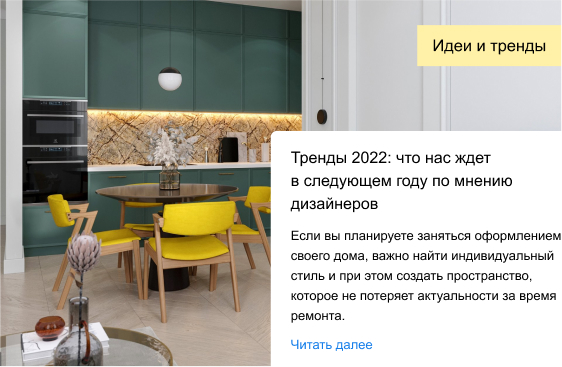 Идеи и тренды
Тренды 2022: что нас ждет
в следующем году по мнению
дизайнеров
Если вы планируете заняться оформлением
своего дома, важно найти индивидуальный
стиль и при этом создать пространство,
которое не потеряет актуальности за время
ремонта.
Читать далее